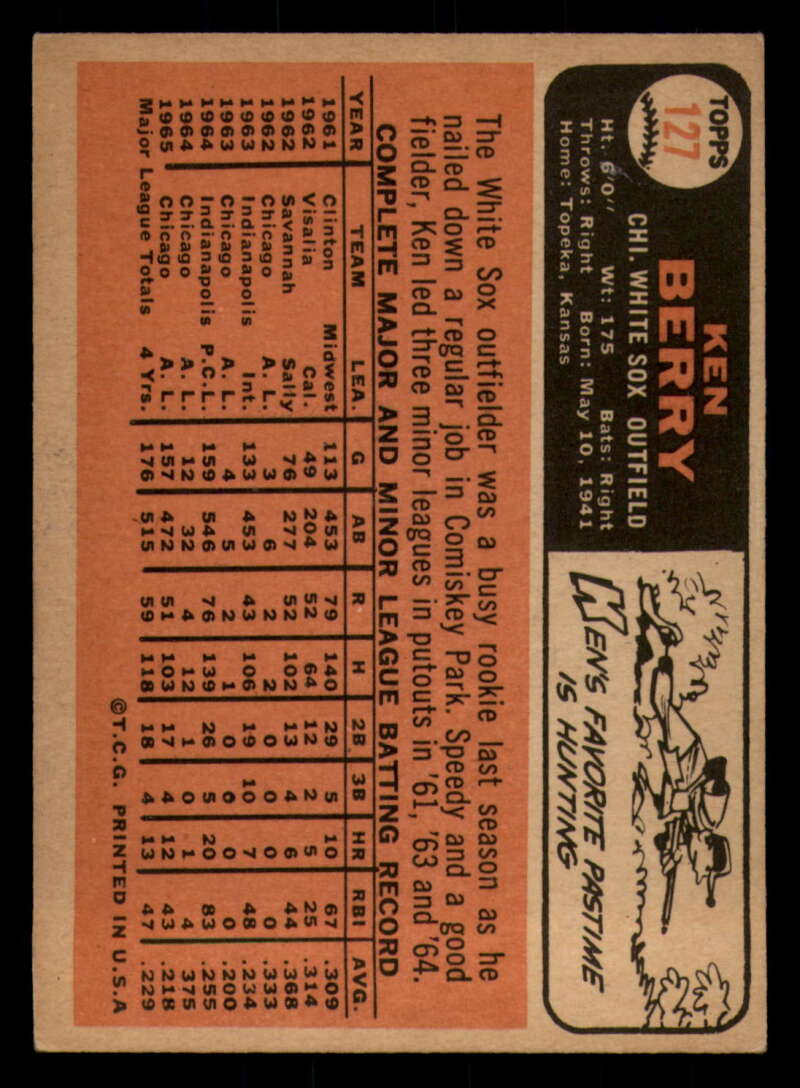 TOPPS
127
KEN
BERRY
CHI. WHITE SOX OUTFIELD
Ht: 6'0" Wt: 175 Bats: Right
Throws: Right Born: May 10, 1941
Home: Topeka, Kansas
KEN'S FAVORITE PASTIME
IS HUNTING
The White Sox outfielder was a busy rookie last season as he
nailed down a regular job in Comiskey Park. Speedy and a good
fielder, Ken led three minor leagues in putouts in '61, '63 and '64.
COMPLETE MAJOR AND MINOR LEAGUE BATTING RECORD
YEAR TEAM LEA. G AB R H 2B 3B HR RBI AVG.
1961 Clinton Midwest 113 453 79 140 29 5 10 67 .309
1962 Visalia Cal. 49 204 52 64 12 2 5 25 .314
1962 Savannah Sally 76 277 52 102 13 4 6 44 .368
1962 Chicago A. L. 3 6 2 2 0 0 0 0 .333
1963 Indianapolis Int. 133 453 43 106 19 10 7 48 .234
1963 Chicago A. L. 4 5 2 1 0 0 0 0 .200
1964 Indianapolis P.C.L. 159 546 76 139 26 5 20 83 .255
1964 Chicago A. L. 12 32 4 12 1 0 1 4 .375
1965 Chicago A. L. 157 472 51 103 17 4 12 43 .218
Major League Totals 4 Yrs. 176 515 59 118 18 4 13 47 .229
©T.C.G. PRINTED IN U.S.A